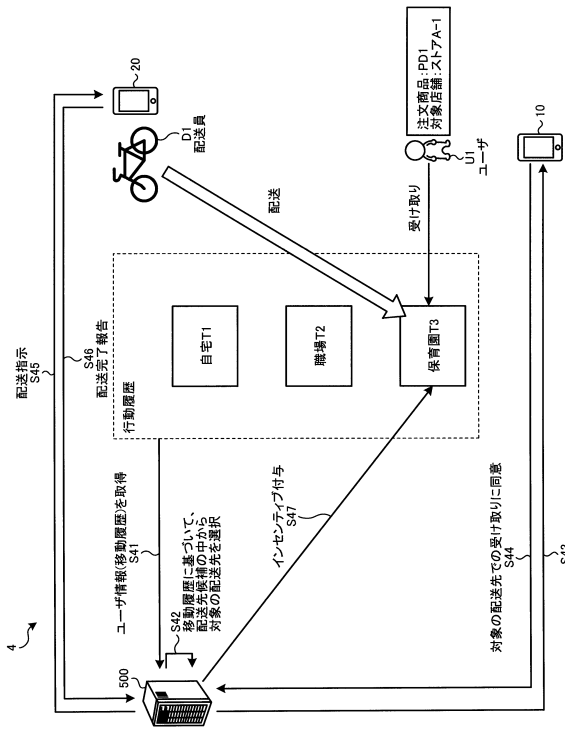 4
500
配送指示
S45
S46
配送完了報告
20
D1
配送員
ユーザ情報(移動履歴)を取得
S41
S42
移動履歴に基づいて、
配送先候補の中から
対象の配送先を選択
行動履歴
自宅T1
職場T2
保育園T3
配送
受け取り
注文商品:PD1
対象店舗:ストアA-1
U1
ユーザ
インセンティブ付与
S47
対象の配送先での受け取りに同意
S44
10